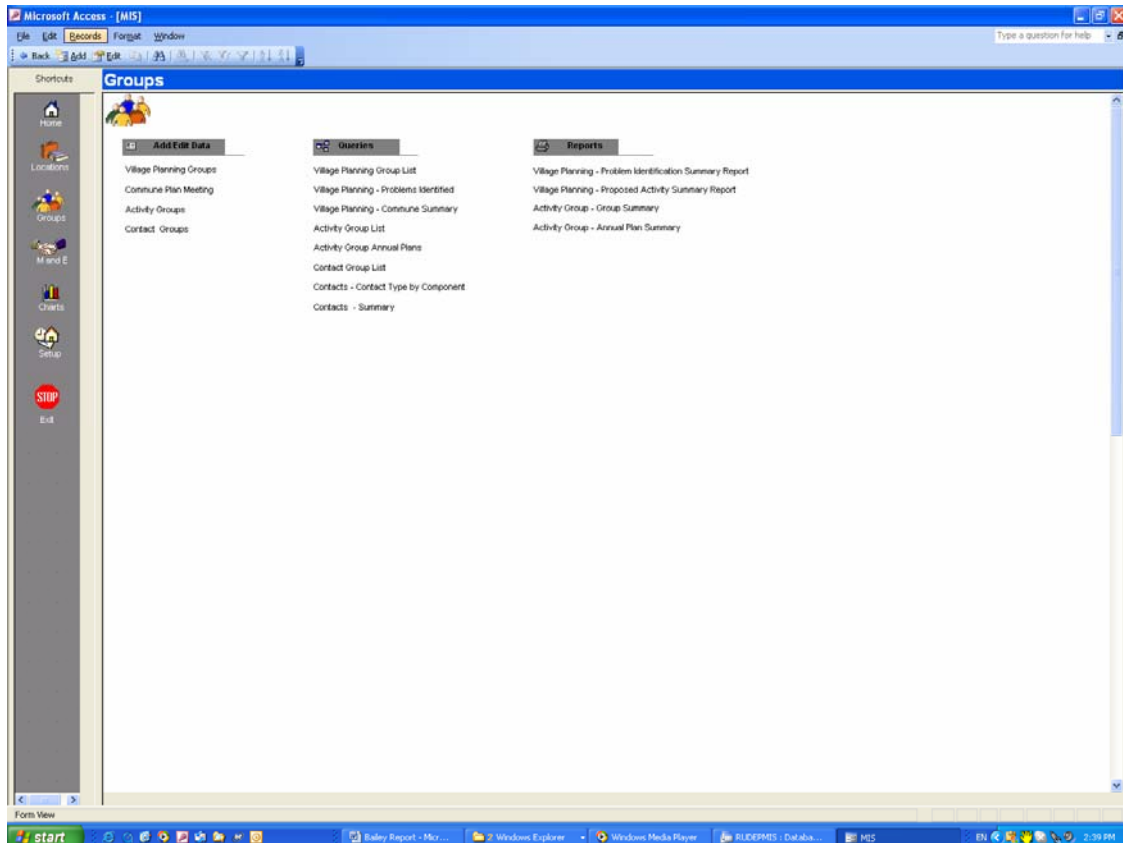 Microsoft Access - [MIS]
File Edit Records Format Window
Type a question for help
Back Add Edit
Shortcuts
Groups
Home
Locations
Groups
M and E
Charts
Setup
STOP
Exit
Add/Edit Data
Village Planning Groups
Commune Plan Meeting
Activity Groups
Contact Groups
Queries
Village Planning Group List
Village Planning - Problems Identified
Village Planning - Commune Summary
Activity Group List
Activity Group Annual Plans
Contact Group List
Contacts - Contact Type by Component
Contacts - Summary
Reports
Village Planning - Problem Identification Summary Report
Village Planning - Proposed Activity Summary Report
Activity Group - Group Summary
Activity Group - Annual Plan Summary
Form View
start
Bailey Report - Micr...
2 Windows Explorer
Windows Media Player
RUDEPMIS : Databa...
MIS
EN
2:39 PM